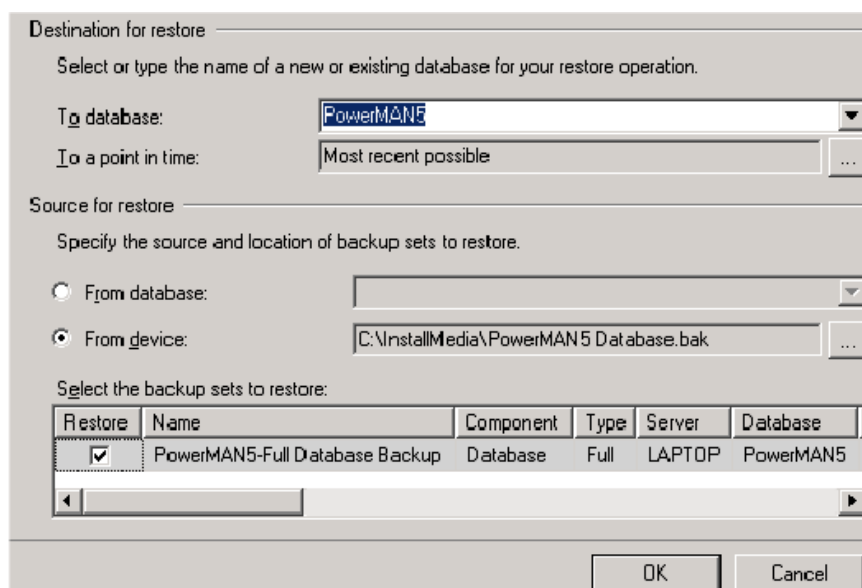 Destination for restore
Select or type the name of a new or existing database for your restore operation.
To database: PowerMAN5
To a point in time: Most recent possible ...
Source for restore
Specify the source and location of backup sets to restore.
From database:
From device: C:\InstallMedia\PowerMAN5 Database.bak ...
Select the backup sets to restore:
Restore Name Component Type Server Database
PowerMAN5-Full Database Backup Database Full LAPTOP PowerMAN5
OK Cancel